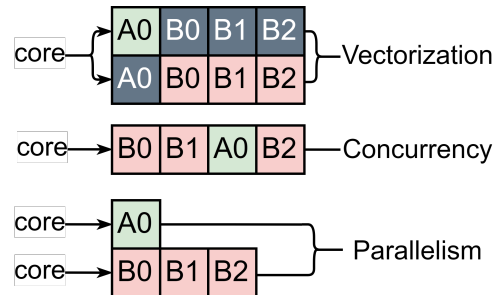 A0 B0 B1 B2
core Vectorization
A0 B0 B1 B2
core B0 B1 A0 B2 Concurrency
core A0
Parallelism
core B0 B1 B2